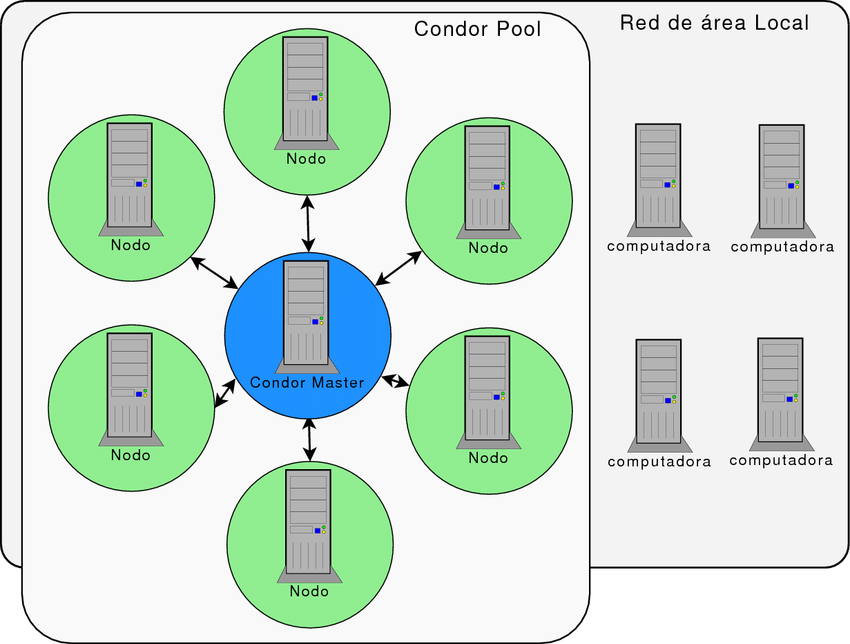 Condor Pool
Red de área Local
Nodo
Nodo
Nodo
computadora
computadora
Condor Master
Nodo
Nodo
computadora
computadora
Nodo